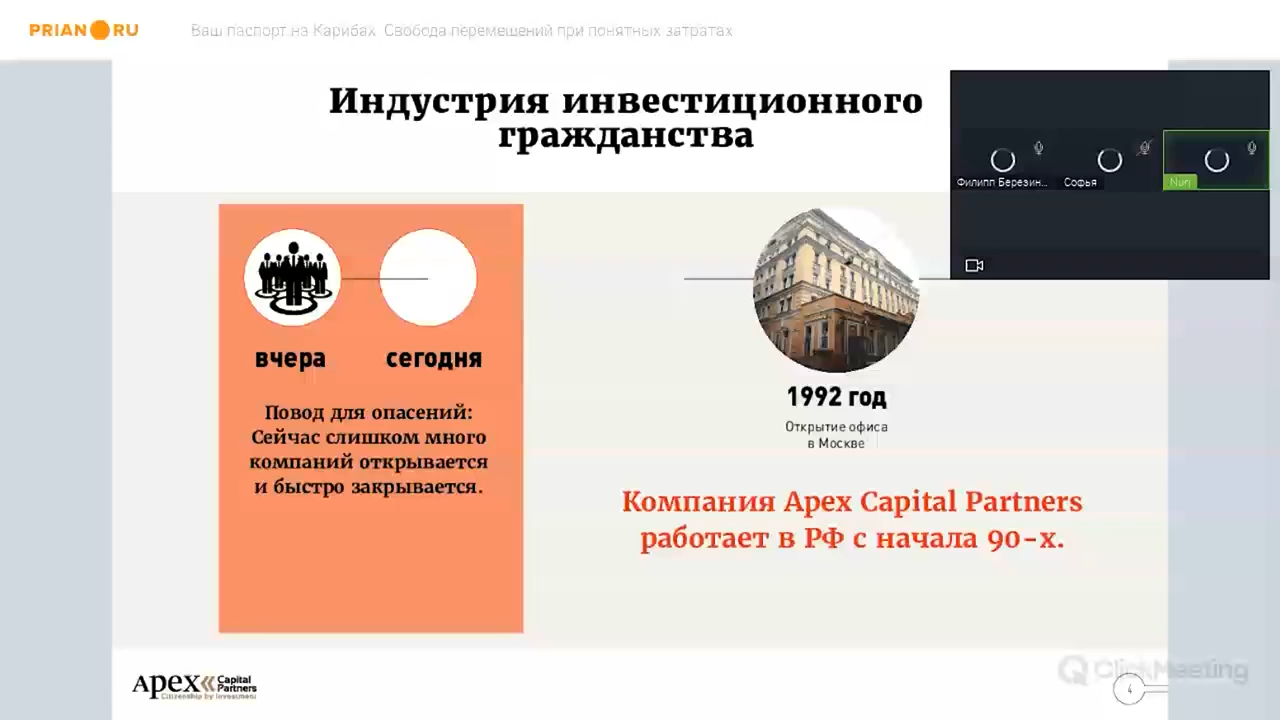 PRIAN RU
Ваш паспорт на Карибах. Свобода перемещений при понятных затратах
Индустрия инвестиционного
гражданства
Филипп Березин...
Софья
Nuri
вчера
сегодня
Повод для опасений:
Сейчас слишком много
компаний открывается
и быстро закрывается.
1992 год
Открытие офиса
в Москве
Компания Apex Capital Partners
работает в РФ с начала 90-х.
Apex Capital
Partners
Citizenship by Investment
ClickMeeting
4